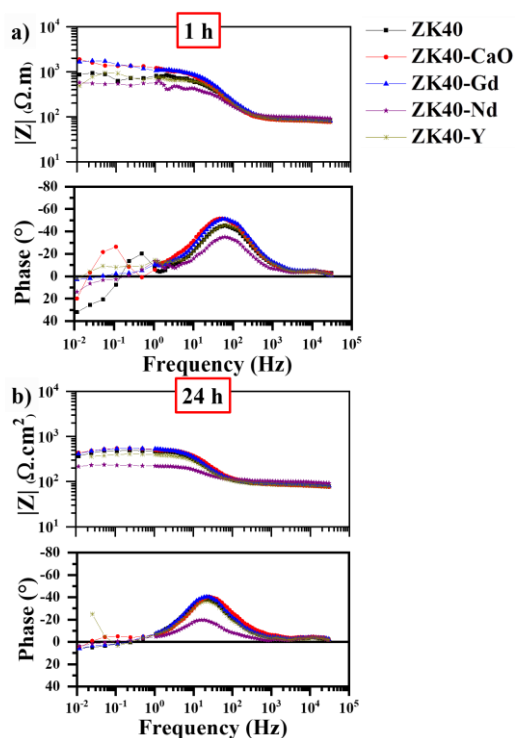 a)
1 h
ZK40
ZK40-CaO
ZK40-Gd
ZK40-Nd
ZK40-Y
|Z| (Ω.m)
10⁴
10³
10²
10¹
Phase (°)
-80
-60
-40
-20
0
20
40
10⁻² 10⁻¹ 10⁰ 10¹ 10² 10³ 10⁴ 10⁵
Frequency (Hz)
b)
24 h
|Z| (Ω.cm²)
10⁴
10³
10²
10¹
Phase (°)
-80
-60
-40
-20
0
20
40
10⁻² 10⁻¹ 10⁰ 10¹ 10² 10³ 10⁴ 10⁵
Frequency (Hz)